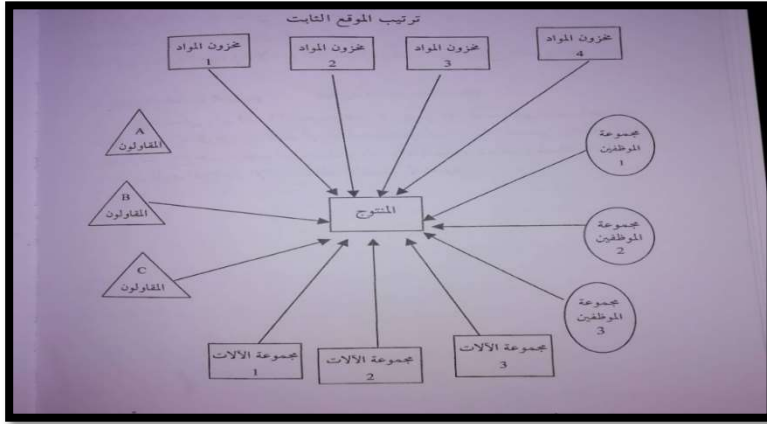 ترتيب الموقع الثابت
مخزون المواد
1
مخزون المواد
2
مخزون المواد
3
مخزون المواد
4
A
المقاولون
B
المقاولون
C
المقاولون
المنتوج
مجموعة
الموظفين
1
مجموعة
الموظفين
2
مجموعة
الموظفين
3
مجموعة الآلات
1
مجموعة الآلات
2
مجموعة الآلات
3